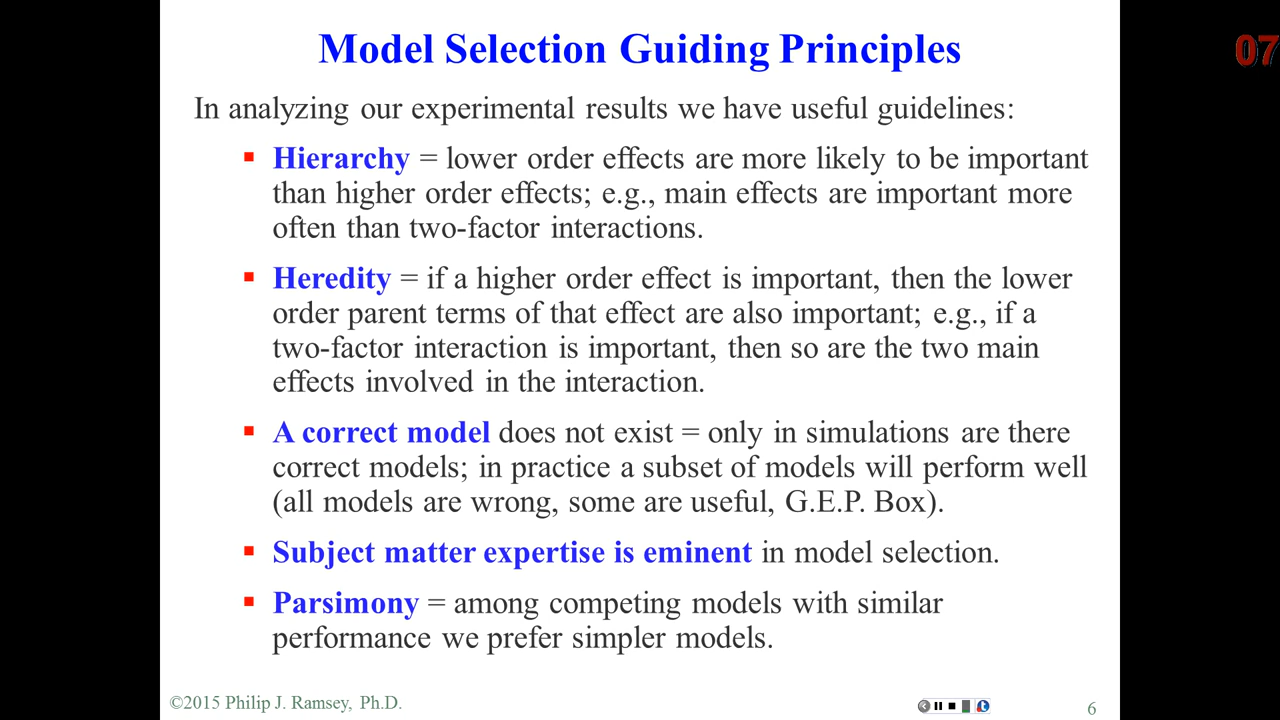 Model Selection Guiding Principles
07
In analyzing our experimental results we have useful guidelines:
▪ Hierarchy = lower order effects are more likely to be important
than higher order effects; e.g., main effects are important more
often than two-factor interactions.
▪ Heredity = if a higher order effect is important, then the lower
order parent terms of that effect are also important; e.g., if a
two-factor interaction is important, then so are the two main
effects involved in the interaction.
▪ A correct model does not exist = only in simulations are there
correct models; in practice a subset of models will perform well
(all models are wrong, some are useful, G.E.P. Box).
▪ Subject matter expertise is eminent in model selection.
▪ Parsimony = among competing models with similar
performance we prefer simpler models.
©2015 Philip J. Ramsey, Ph.D.
6